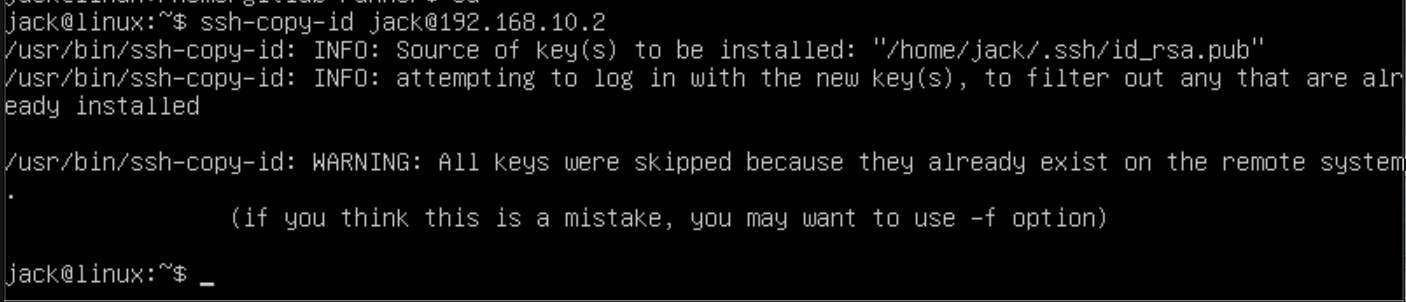 jack@linux:~$ ssh-copy-id jack@192.168.10.2
/usr/bin/ssh-copy-id: INFO: Source of key(s) to be installed: "/home/jack/.ssh/id_rsa.pub"
/usr/bin/ssh-copy-id: INFO: attempting to log in with the new key(s), to filter out any that are alr
eady installed
/usr/bin/ssh-copy-id: WARNING: All keys were skipped because they already exist on the remote system
.
(if you think this is a mistake, you may want to use -f option)
jack@linux:~$ _